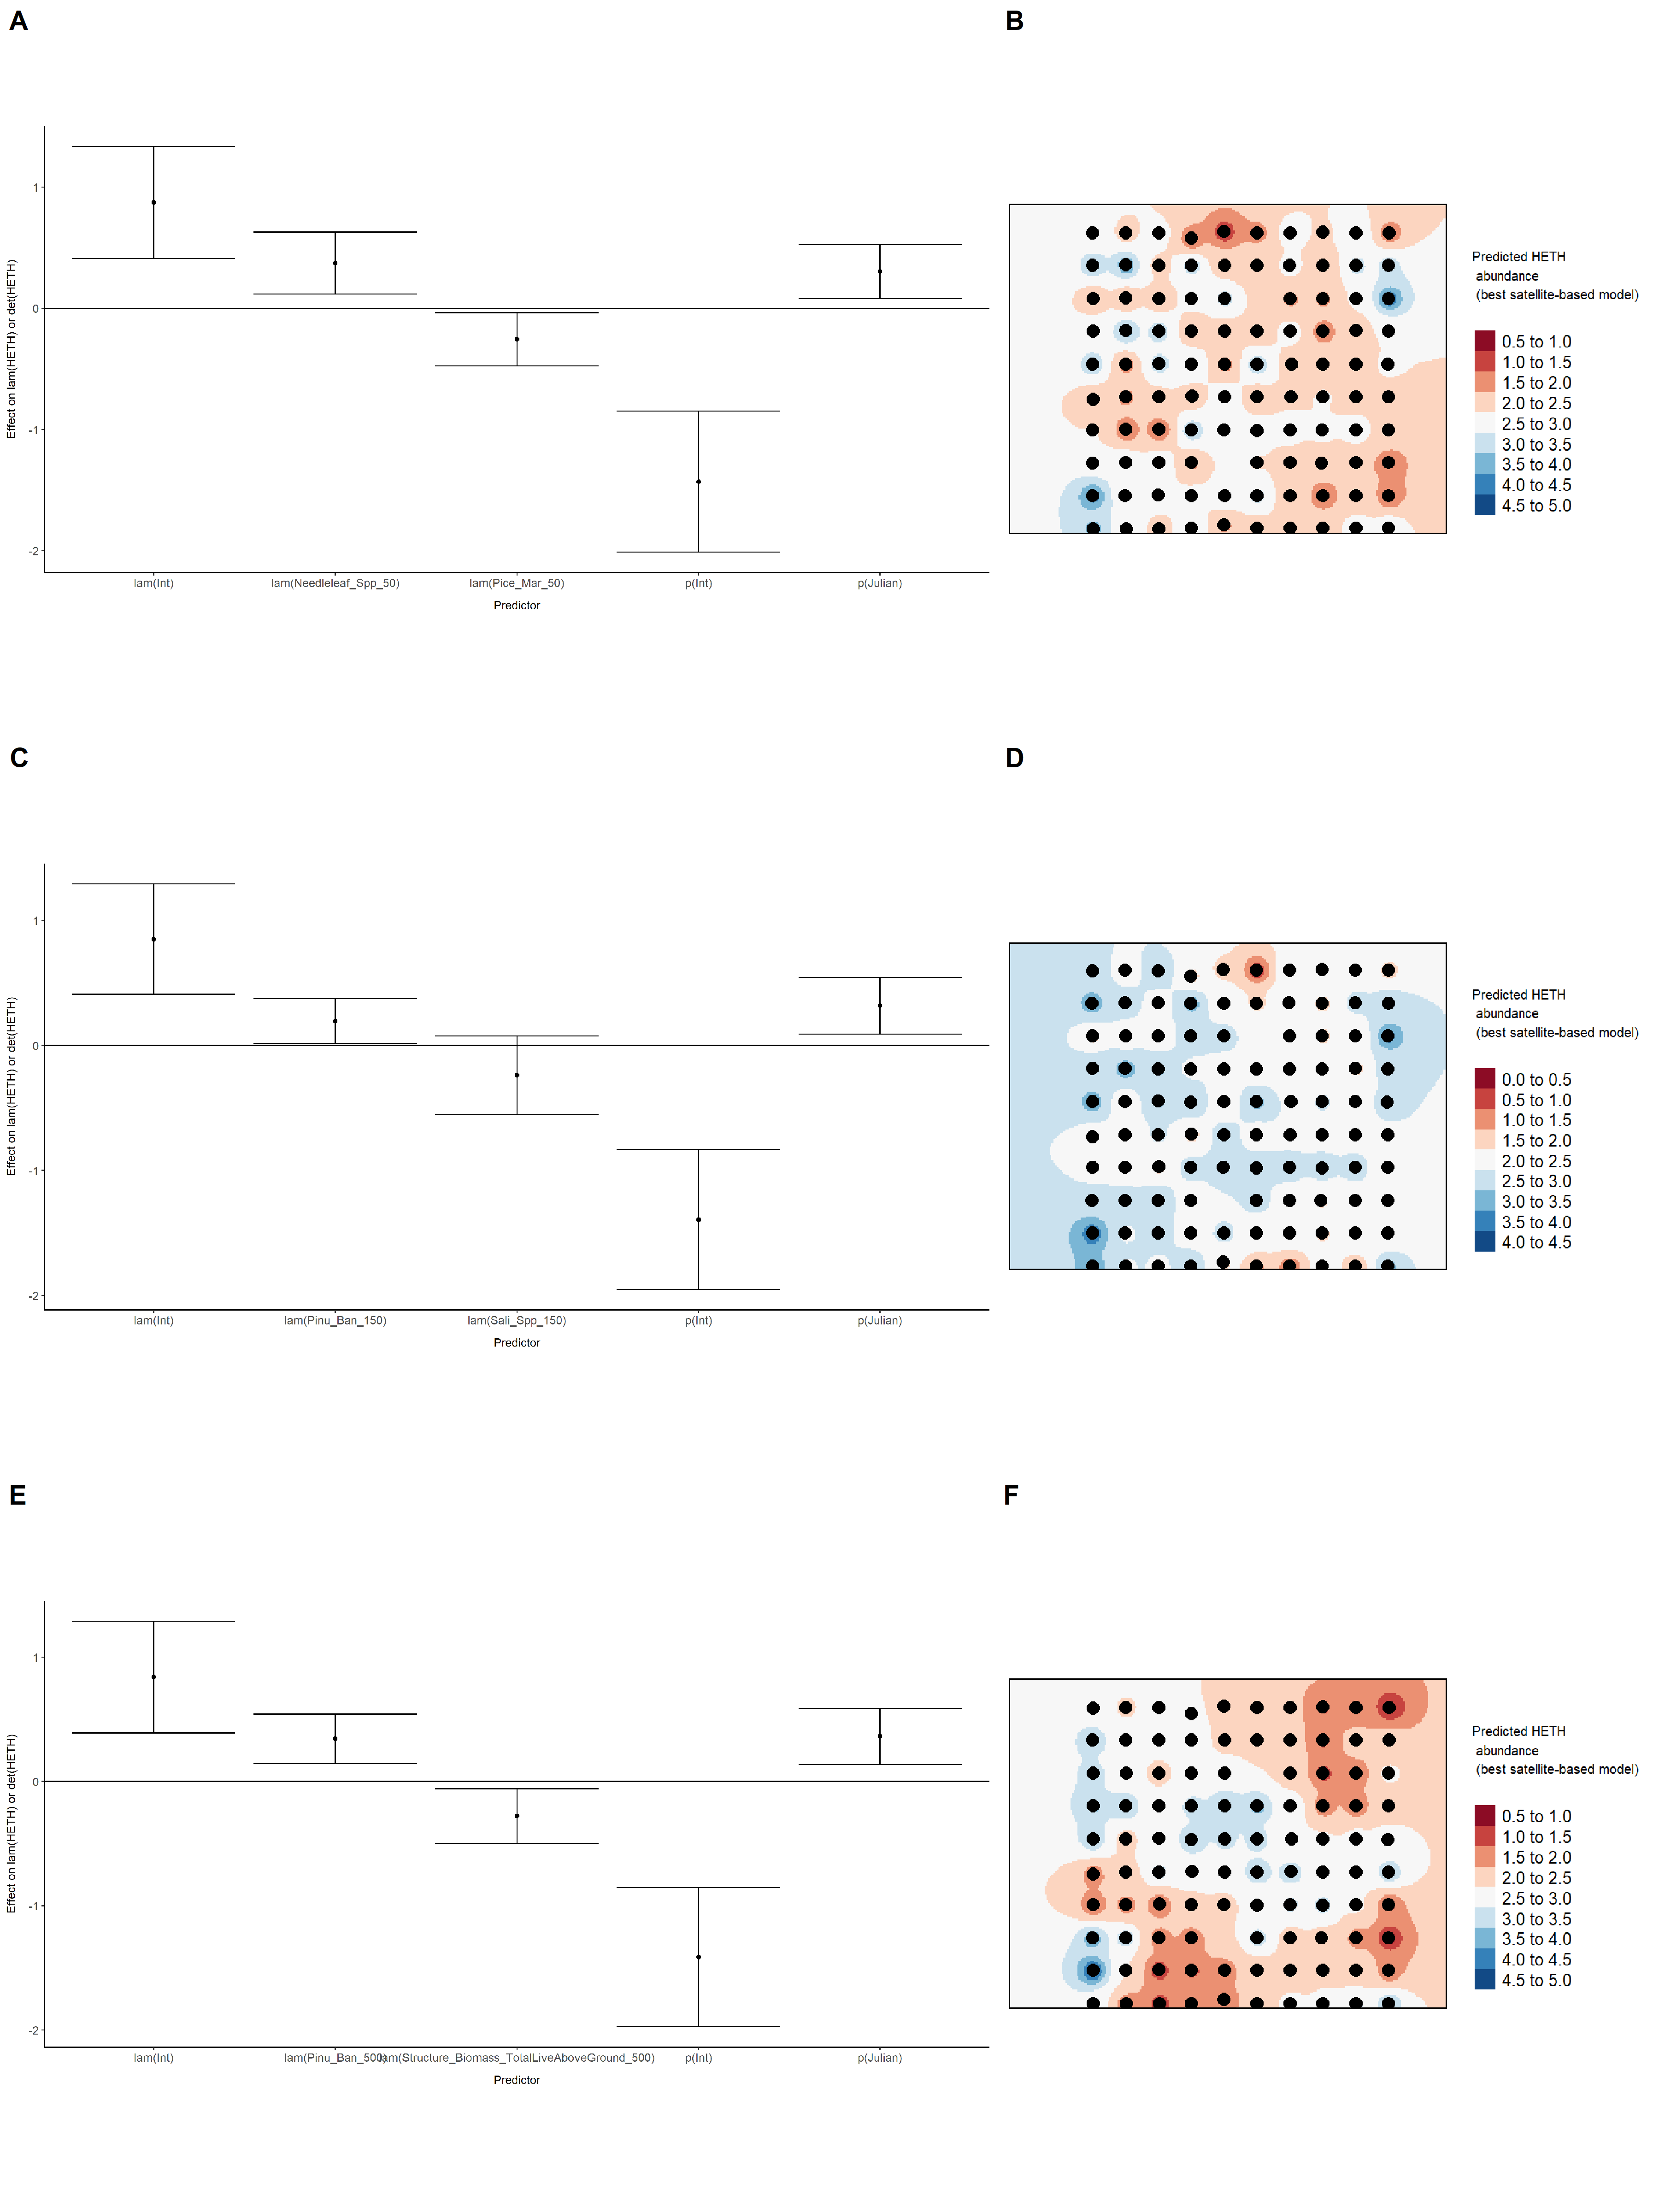 A
B
Effect on lam(HETH) or det(HETH)
1
0
-1
-2
lam(Int)
lam(Needleleaf_Spp_50)
lam(Pice_Mar_50)
p(Int)
p(Julian)
Predictor
Predicted HETH
abundance
(best satellite-based model)
0.5 to 1.0
1.0 to 1.5
1.5 to 2.0
2.0 to 2.5
2.5 to 3.0
3.0 to 3.5
3.5 to 4.0
4.0 to 4.5
4.5 to 5.0
C
D
Effect on lam(HETH) or det(HETH)
1
0
-1
-2
lam(Int)
lam(Pinu_Ban_150)
lam(Sali_Spp_150)
p(Int)
p(Julian)
Predictor
Predicted HETH
abundance
(best satellite-based model)
0.0 to 0.5
0.5 to 1.0
1.0 to 1.5
1.5 to 2.0
2.0 to 2.5
2.5 to 3.0
3.0 to 3.5
3.5 to 4.0
4.0 to 4.5
E
F
Effect on lam(HETH) or det(HETH)
1
0
-1
-2
lam(Int)
lam(Pinu_Ban_500)
lam(Structure_Biomass_TotalLiveAboveGround_500)
p(Int)
p(Julian)
Predictor
Predicted HETH
abundance
(best satellite-based model)
0.5 to 1.0
1.0 to 1.5
1.5 to 2.0
2.0 to 2.5
2.5 to 3.0
3.0 to 3.5
3.5 to 4.0
4.0 to 4.5
4.5 to 5.0